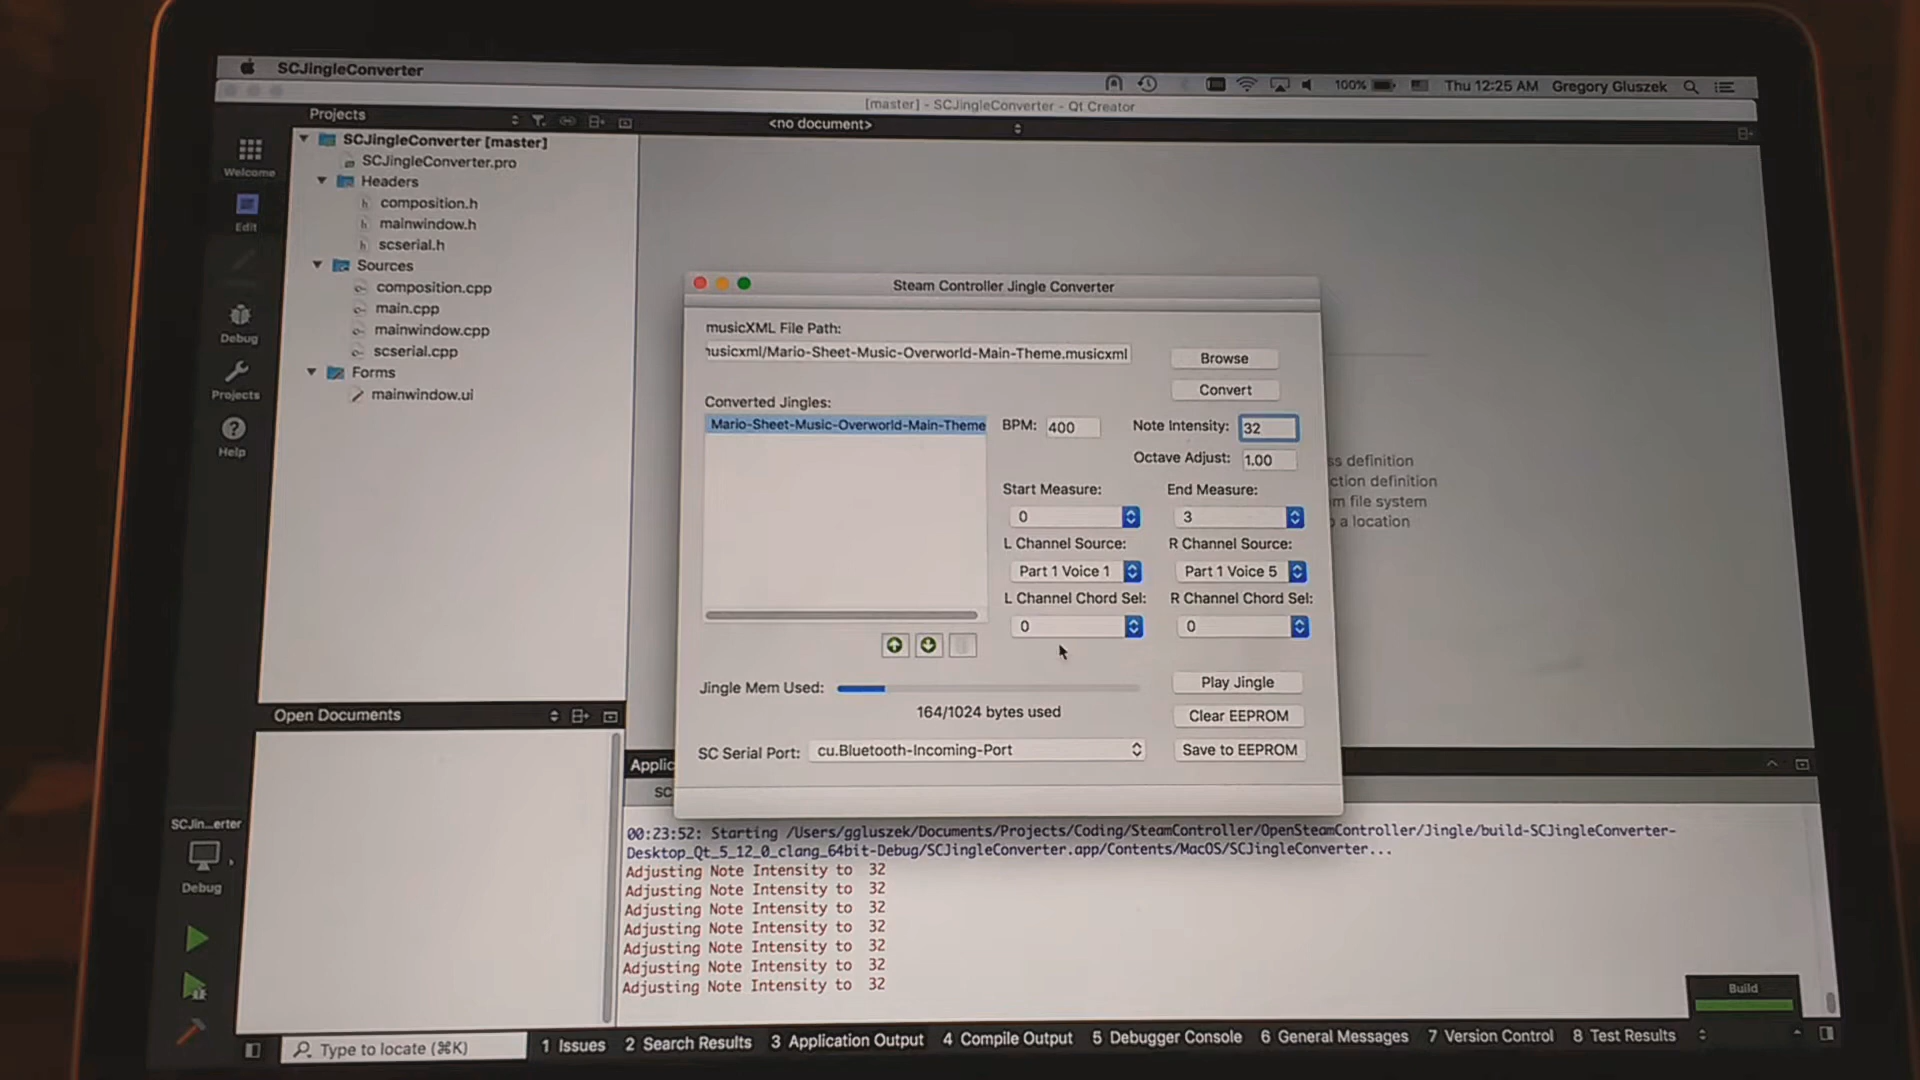 SCJingleConverter
100%
Thu 12:25 AM
Gregory Gluszek
[master] - SCJingleConverter - Qt Creator
Projects
<no document>
Welcome
Edit
Debug
Projects
Help
SCJingleConverter [master]
SCJingleConverter.pro
Headers
composition.h
mainwindow.h
scserial.h
Sources
composition.cpp
main.cpp
mainwindow.cpp
scserial.cpp
Forms
mainwindow.ui
Steam Controller Jingle Converter
musicXML File Path:
usicxml/Mario-Sheet-Music-Overworld-Main-Theme.musicxml
Browse
Convert
Converted Jingles:
Mario-Sheet-Music-Overworld-Main-Theme
BPM: 400
Note Intensity: 32
Octave Adjust: 1.00
Start Measure:
End Measure:
0
3
L Channel Source:
R Channel Source:
Part 1 Voice 1
Part 1 Voice 5
L Channel Chord Sel:
R Channel Chord Sel:
0
0
Jingle Mem Used:
164/1024 bytes used
Play Jingle
Clear EEPROM
Save to EEPROM
SC Serial Port: cu.Bluetooth-Incoming-Port
ss definition
ction definition
m file system
a location
Open Documents
Applic
SC
00:23:52: Starting /Users/ggluszek/Documents/Projects/Coding/SteamController/OpenSteamController/Jingle/build-SCJingleConverter-
Desktop_Qt_5_12_0_clang_64bit-Debug/SCJingleConverter.app/Contents/MacOS/SCJingleConverter...
Adjusting Note Intensity to 32
Adjusting Note Intensity to 32
Adjusting Note Intensity to 32
Adjusting Note Intensity to 32
Adjusting Note Intensity to 32
Adjusting Note Intensity to 32
Adjusting Note Intensity to 32
SCJin...erter
Debug
Build
Type to locate (⌘K)
1 Issues
2 Search Results
3 Application Output
4 Compile Output
5 Debugger Console
6 General Messages
7 Version Control
8 Test Results